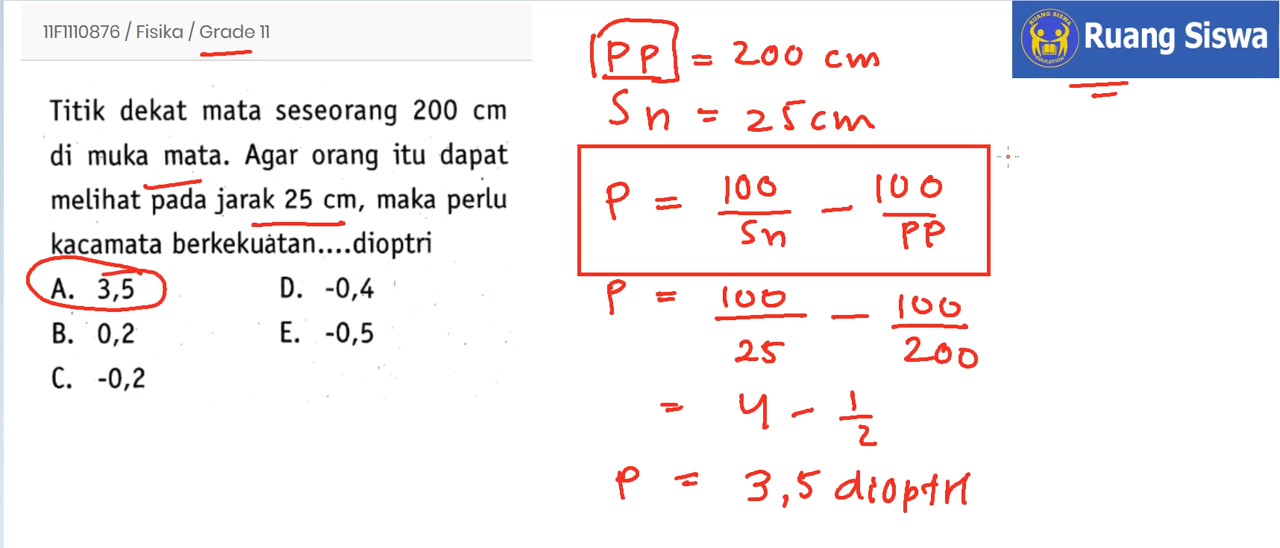 11F1110876 / Fisika / Grade 11
Titik dekat mata seseorang 200 cm
di muka mata. Agar orang itu dapat
melihat pada jarak 25 cm, maka perlu
kacamata berkekuatan....dioptri
A. 3,5 D. -0,4
B. 0,2 E. -0,5
C. -0,2
PP = 200 cm
Sn = 25 cm
P = 100/Sn - 100/PP
P = 100/25 - 100/200
= 4 - 1/2
P = 3,5 dioptri
RUANG SISWA
EDUCATION
Ruang Siswa